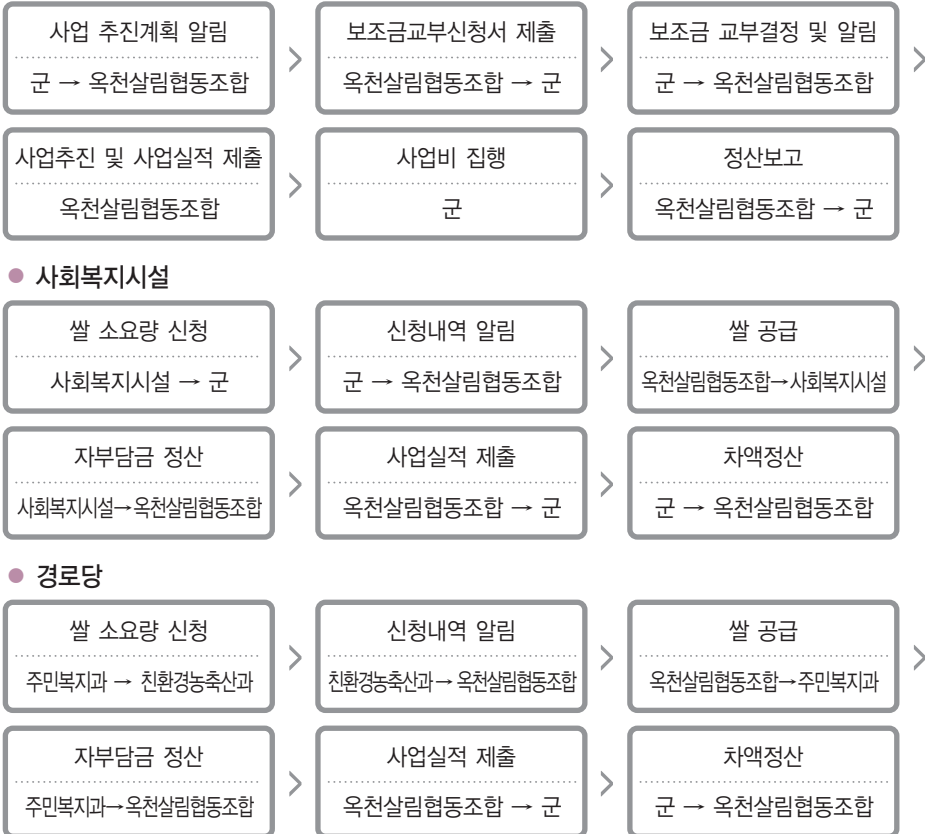 사업 추진계획 알림
군 → 옥천살림협동조합
보조금교부신청서 제출
옥천살림협동조합 → 군
보조금 교부결정 및 알림
군 → 옥천살림협동조합
사업추진 및 사업실적 제출
옥천살림협동조합
사업비 집행
군
정산보고
옥천살림협동조합 → 군
● 사회복지시설
쌀 소요량 신청
사회복지시설 → 군
신청내역 알림
군 → 옥천살림협동조합
쌀 공급
옥천살림협동조합→사회복지시설
자부담금 정산
사회복지시설→옥천살림협동조합
사업실적 제출
옥천살림협동조합 → 군
차액정산
군 → 옥천살림협동조합
● 경로당
쌀 소요량 신청
주민복지과 → 친환경농축산과
신청내역 알림
친환경농축산과→옥천살림협동조합
쌀 공급
옥천살림협동조합→주민복지과
자부담금 정산
주민복지과→옥천살림협동조합
사업실적 제출
옥천살림협동조합 → 군
차액정산
군 → 옥천살림협동조합